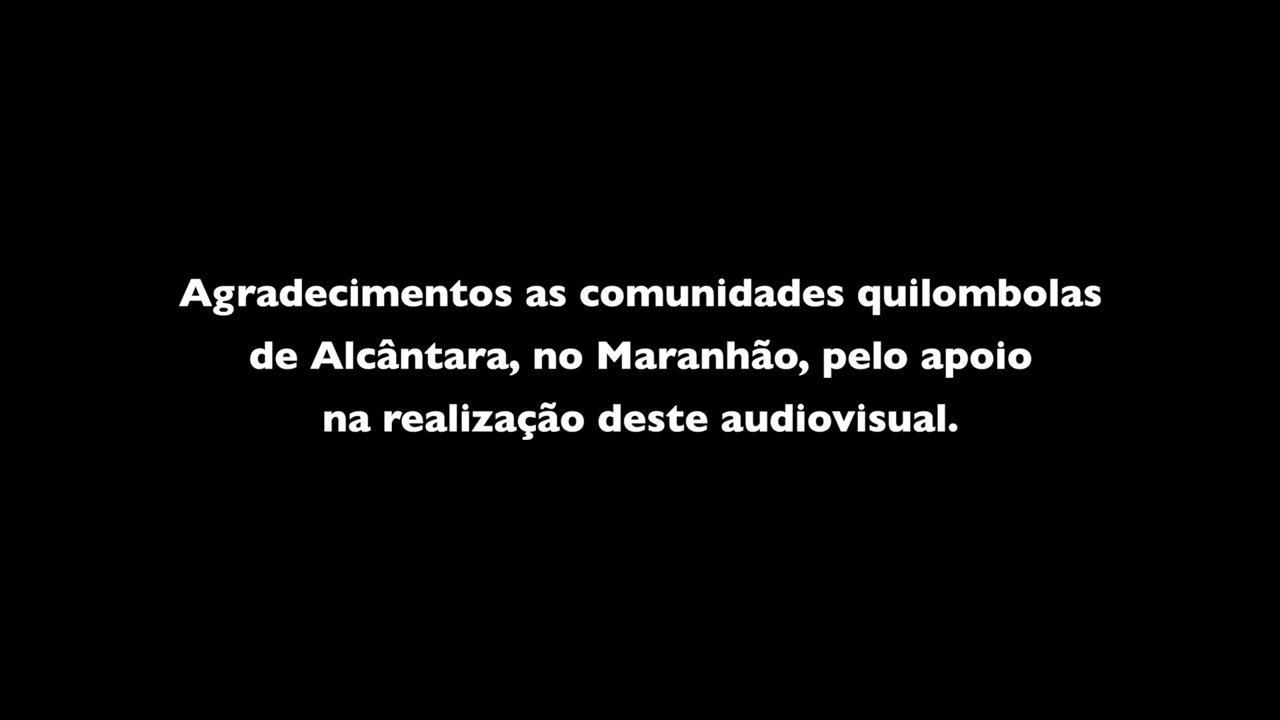 Agradecimentos as comunidades quilombolas
de Alcântara, no Maranhão, pelo apoio
na realização deste audiovisual.